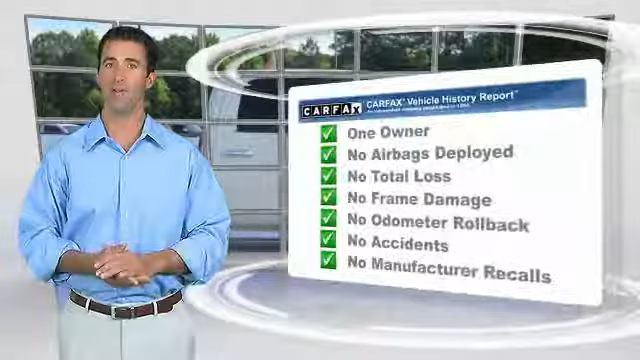 CARFAX CARFAX® Vehicle History Report™
One Owner
No Airbags Deployed
No Total Loss
No Frame Damage
No Odometer Rollback
No Accidents
No Manufacturer Recalls